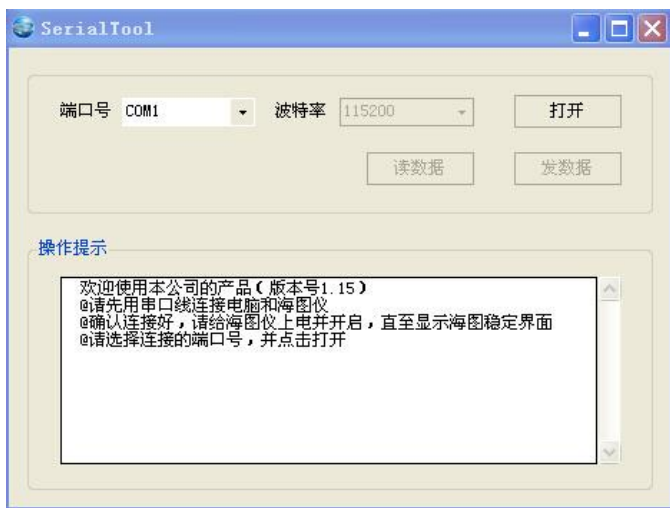 SerialTool
端口号 COM1 波特率 115200 打开
读数据 发数据
操作提示
欢迎使用本公司的产品(版本号1.15)
@请先用串口线连接电脑和海图仪
@确认连接好,请给海图仪上电并开启,直至显示海图稳定界面
@请选择连接的端口号,并点击打开